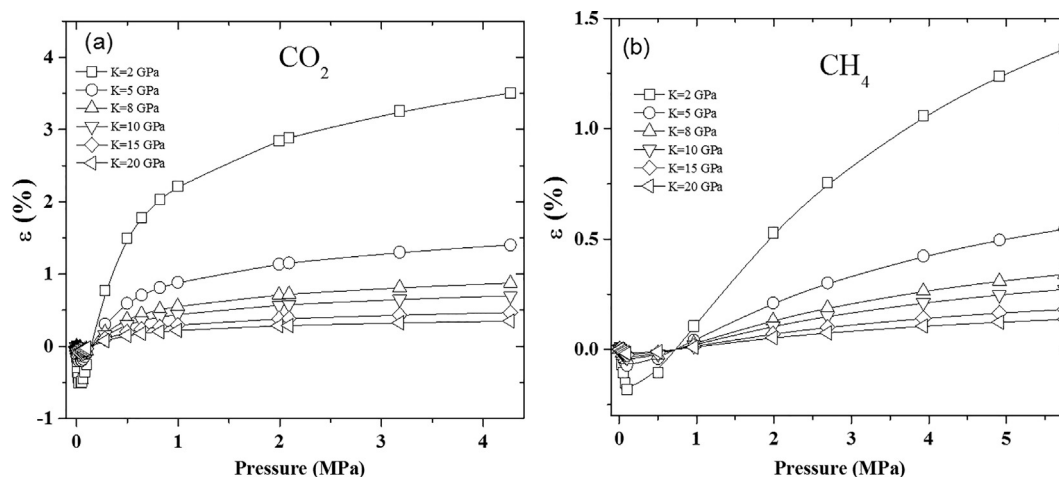 (a)
CO2
K=2 GPa
K=5 GPa
K=8 GPa
K=10 GPa
K=15 GPa
K=20 GPa
ε (%)
4
3
2
1
0
-1
0 1 2 3 4
Pressure (MPa)
(b)
CH4
K=2 GPa
K=5 GPa
K=8 GPa
K=10 GPa
K=15 GPa
K=20 GPa
ε (%)
1.5
1.0
0.5
0.0
0 1 2 3 4 5
Pressure (MPa)